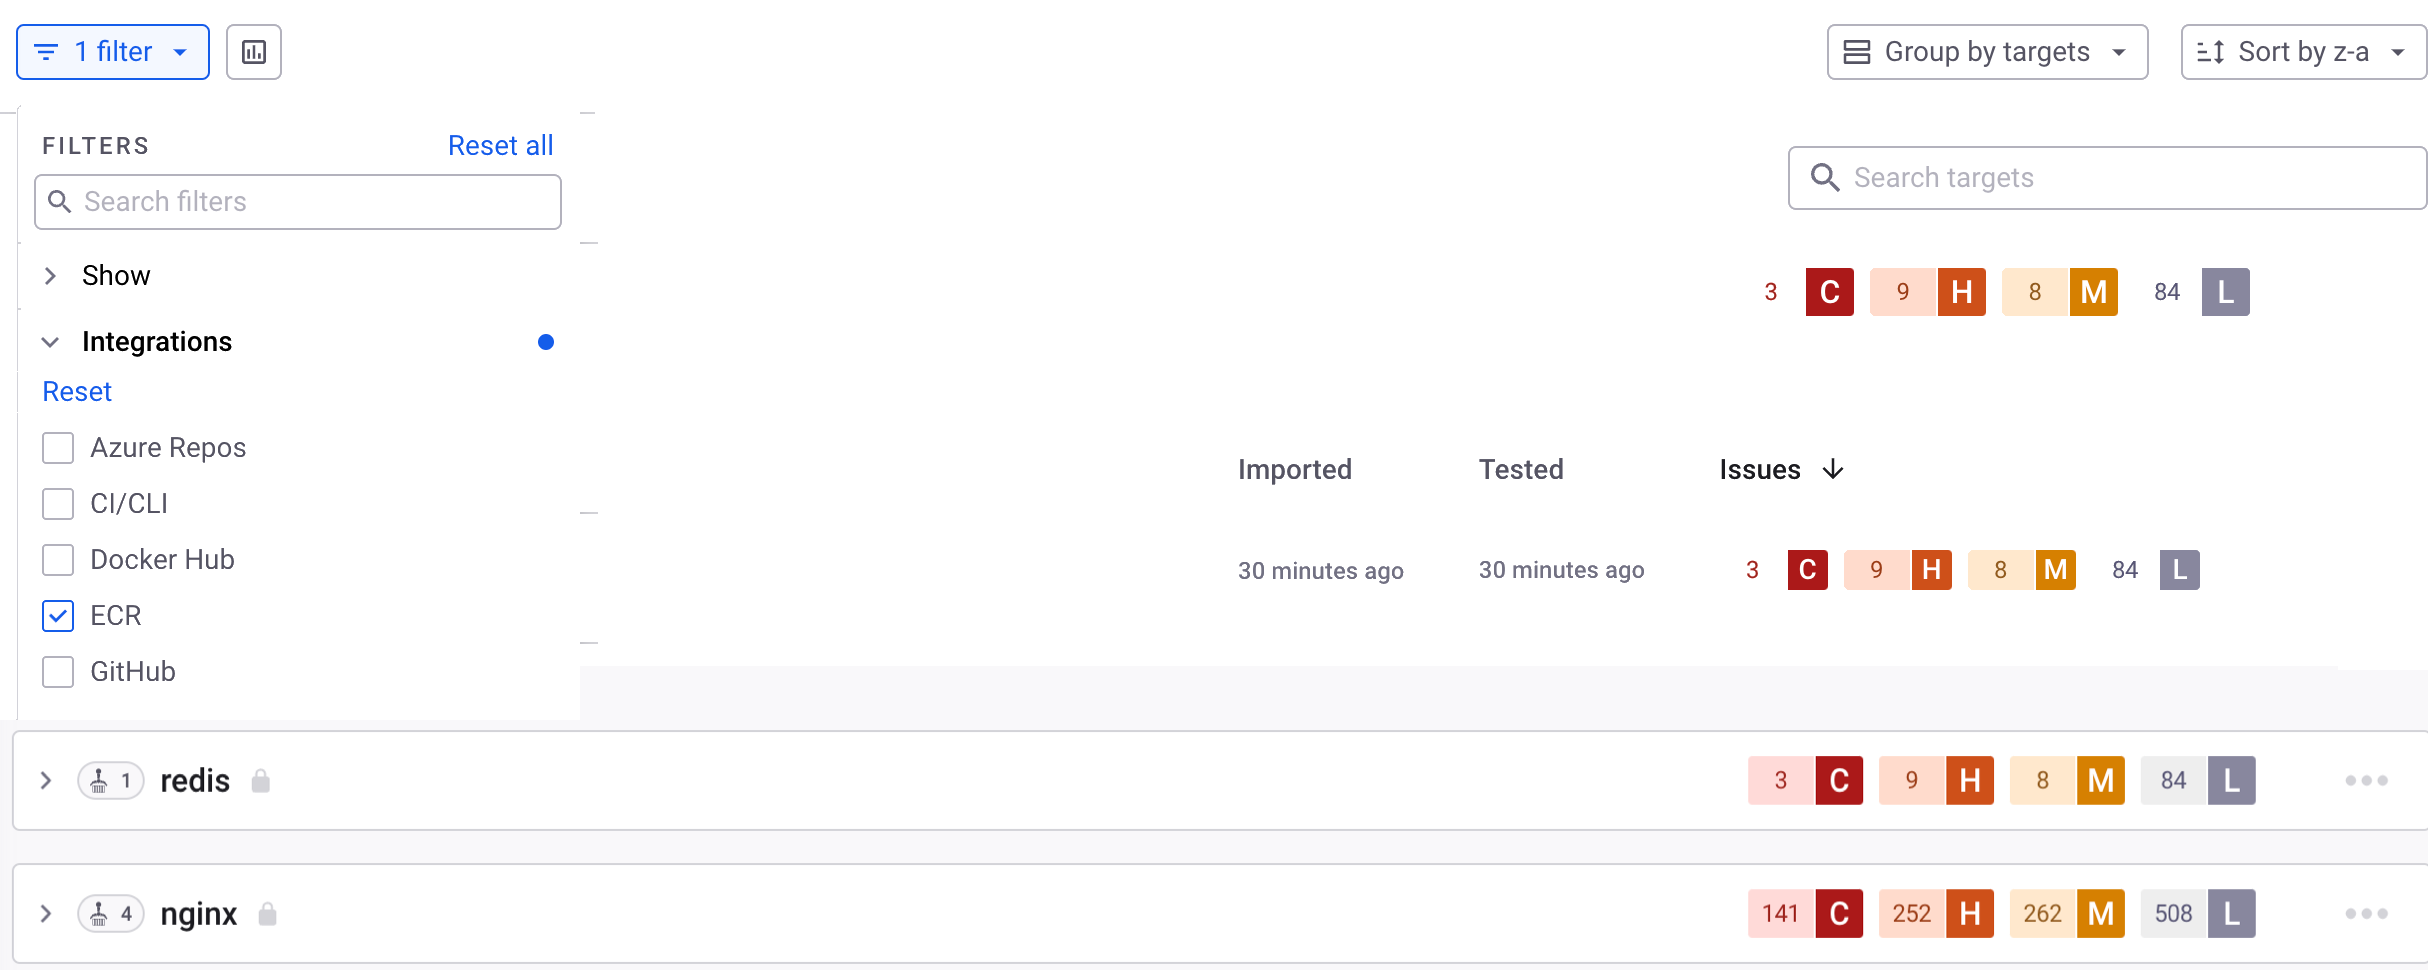 1 filter
Group by targets
Sort by z-a
FILTERS
Reset all
Search filters
Search targets
Show
3 C 9 H 8 M 84 L
Integrations
Reset
Azure Repos
Imported Tested Issues
CI/CLI
Docker Hub
30 minutes ago 30 minutes ago 3 C 9 H 8 M 84 L
ECR
GitHub
1 redis 3 C 9 H 8 M 84 L
4 nginx 141 C 252 H 262 M 508 L